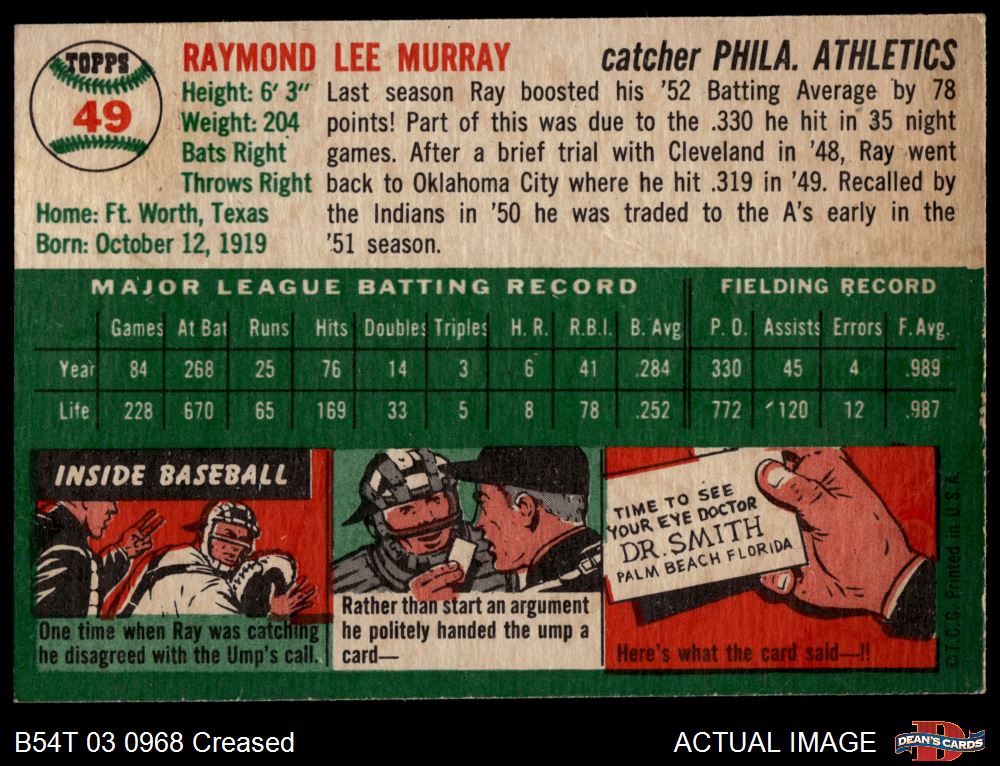 TOPPS
49
RAYMOND LEE MURRAY
catcher PHILA. ATHLETICS
Height: 6' 3"
Weight: 204
Bats Right
Throws Right
Home: Ft. Worth, Texas
Born: October 12, 1919
Last season Ray boosted his '52 Batting Average by 78
points! Part of this was due to the .330 he hit in 35 night
games. After a brief trial with Cleveland in '48, Ray went
back to Oklahoma City where he hit .319 in '49. Recalled by
the Indians in '50 he was traded to the A's early in the
'51 season.
MAJOR LEAGUE BATTING RECORD FIELDING RECORD
Games At Bat Runs Hits Doubles Triples H. R. R.B.I. B. Avg. P. O. Assists Errors F. Avg.
Year 84 268 25 76 14 3 6 41 .284 330 45 4 .989
Life 228 670 65 169 33 5 8 78 .252 772 120 12 .987
INSIDE BASEBALL
One time when Ray was catching
he disagreed with the Ump's call.
Rather than start an argument
he politely handed the ump a
card—
TIME TO SEE
YOUR EYE DOCTOR
DR. SMITH
PALM BEACH FLORIDA
Here's what the card said—!!
©T.C.G. Printed in U.S.A.
B54T 03 0968 Creased
ACTUAL IMAGE
DEAN'S CARDS